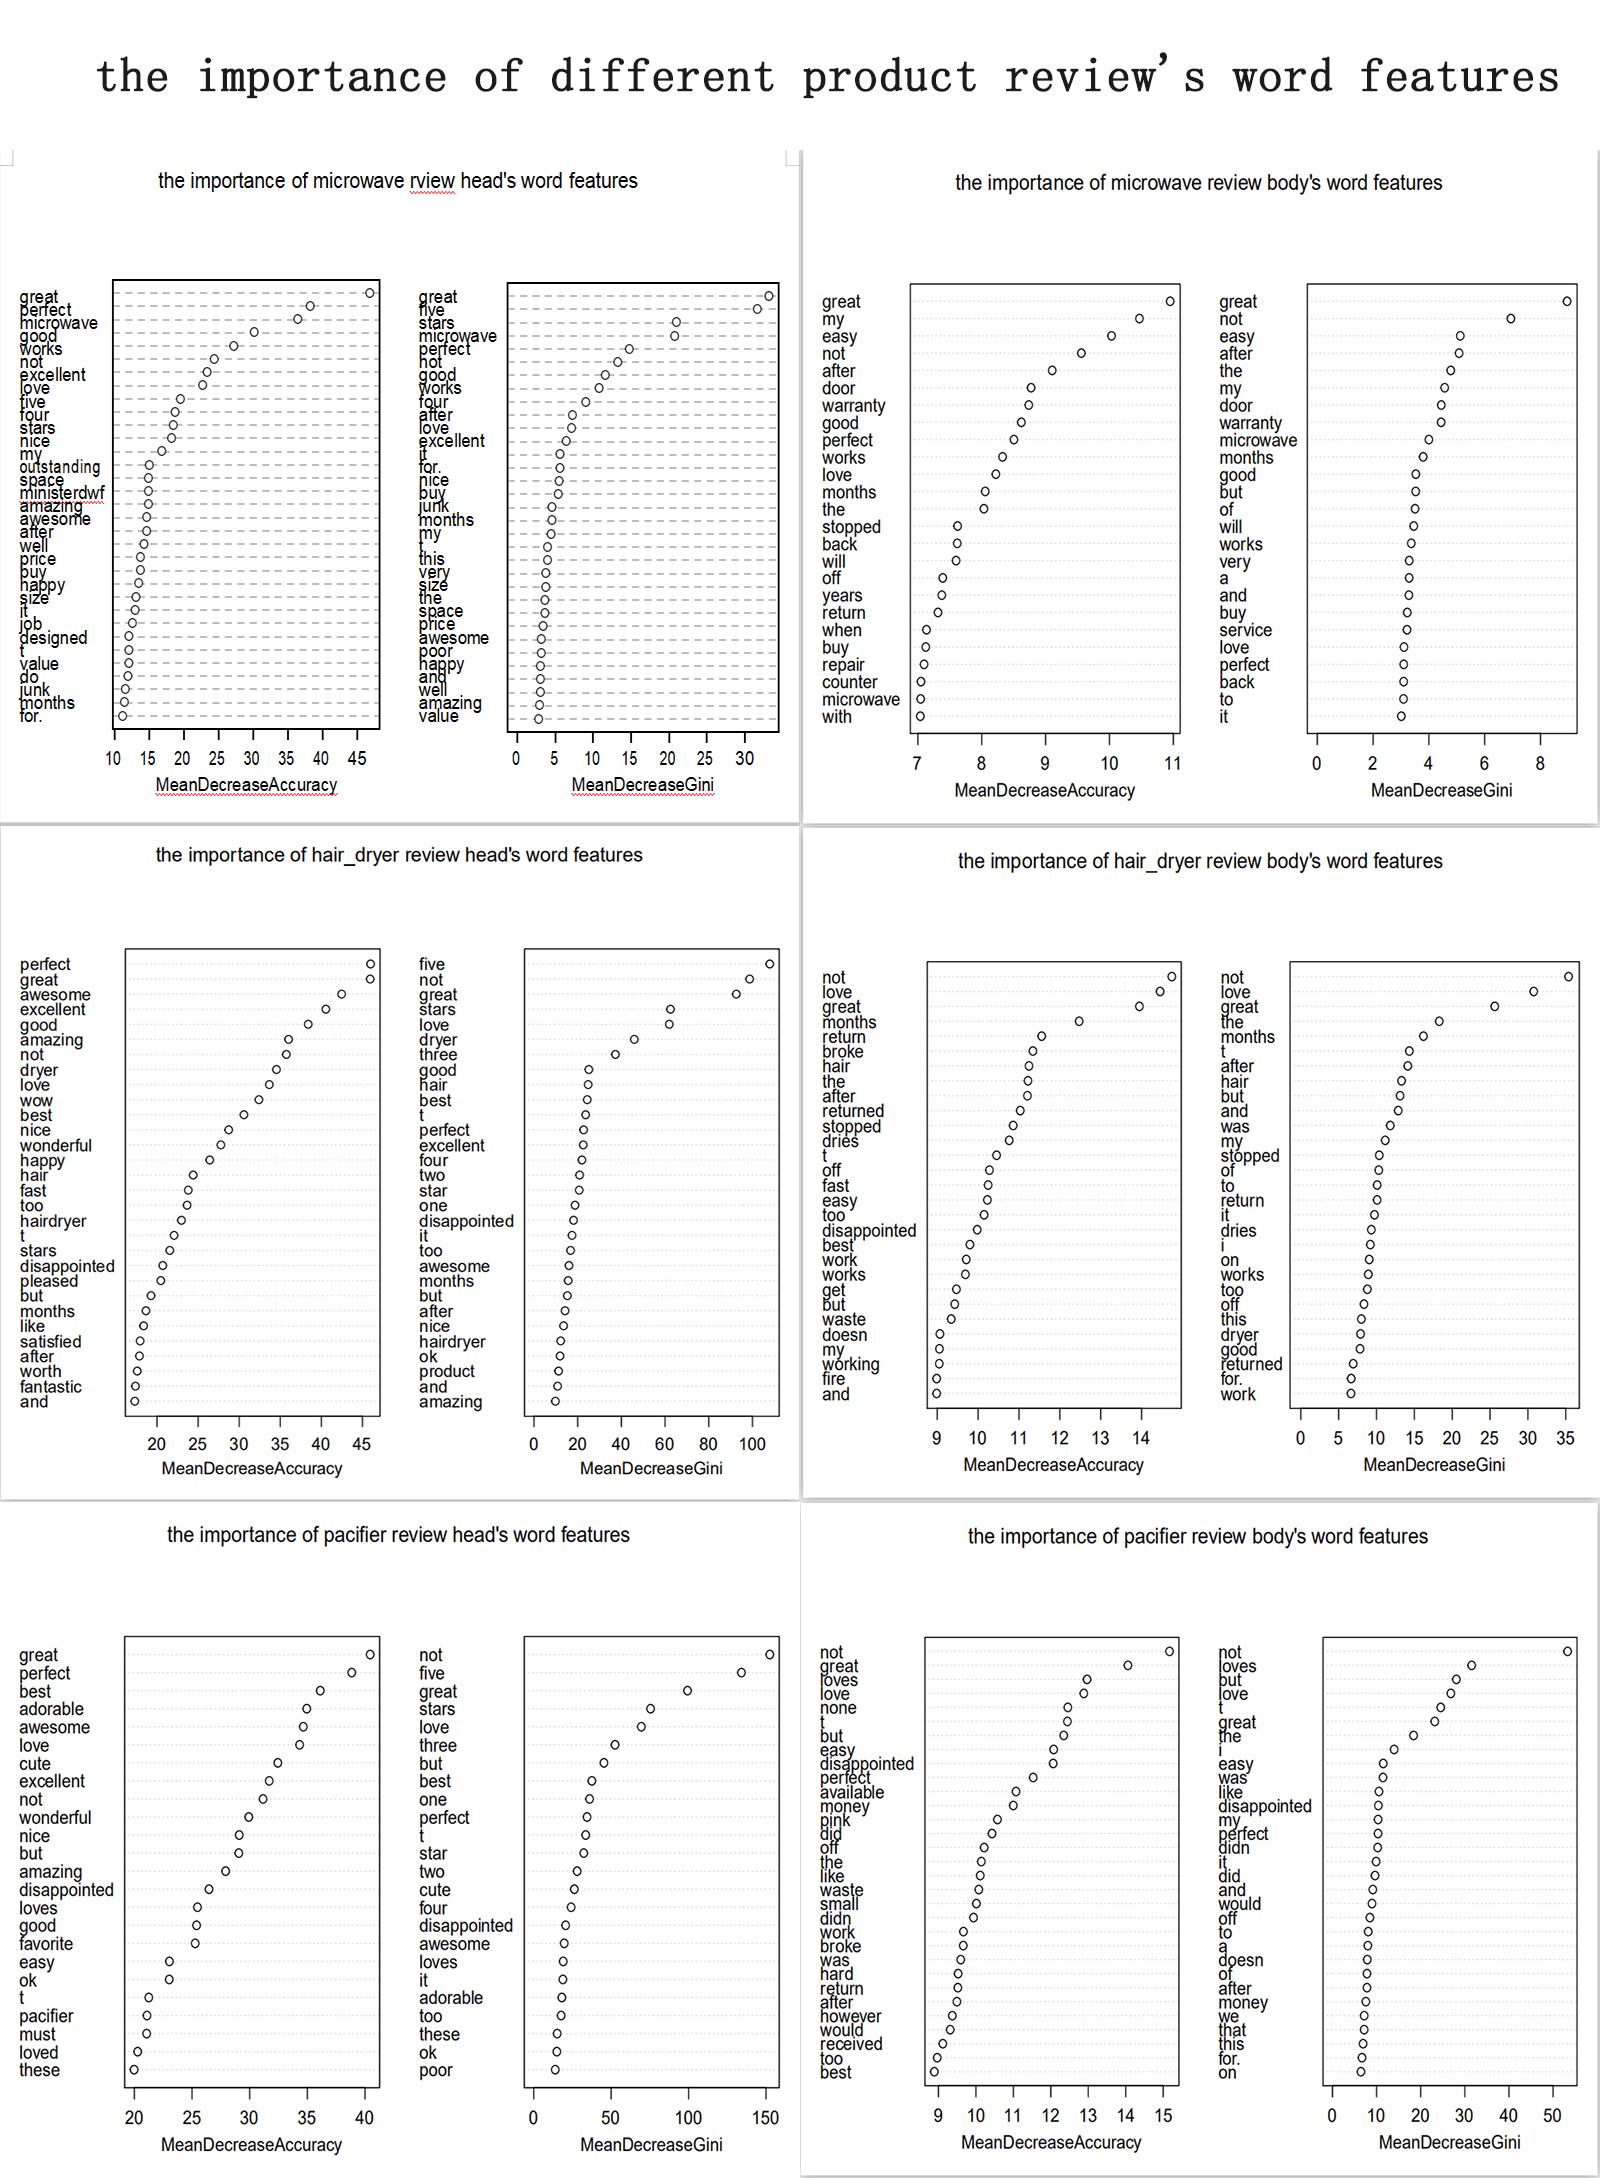 the importance of different product review's word features
the importance of microwave rview head's word features
great
perfect
microwave
good
works
not
excellent
love
five
four
stars
nice
my
outstanding
space
ministerdwf
amazing
awesome
after
well
price
buy
happy
size
it
job
designed
t
value
do
junk
months
for.
10 15 20 25 30 35 40 45
MeanDecreaseAccuracy
great
five
stars
microwave
perfect
not
good
works
four
after
love
excellent
it
for.
nice
buy
junk
months
my
t
this
very
size
the
space
price
awesome
poor
happy
and
well
amazing
value
0 5 10 15 20 25 30
MeanDecreaseGini
the importance of microwave review body's word features
great
my
easy
not
after
door
warranty
good
perfect
works
love
months
the
stopped
back
will
off
years
return
when
buy
repair
counter
microwave
with
7 8 9 10 11
MeanDecreaseAccuracy
great
not
easy
after
the
my
door
warranty
microwave
months
good
but
of
will
works
very
a
and
buy
service
love
perfect
back
to
it
0 2 4 6 8
MeanDecreaseGini
the importance of hair_dryer review head's word features
perfect
great
awesome
excellent
good
amazing
not
dryer
love
wow
best
nice
wonderful
happy
hair
fast
too
hairdryer
t
stars
disappointed
pleased
but
months
like
satisfied
after
worth
fantastic
and
20 25 30 35 40 45
MeanDecreaseAccuracy
five
not
great
stars
love
dryer
three
good
hair
best
t
perfect
excellent
four
two
star
one
disappointed
it
too
awesome
months
but
after
nice
hairdryer
ok
product
and
amazing
0 20 40 60 80 100
MeanDecreaseGini
the importance of hair_dryer review body's word features
not
love
great
months
return
broke
hair
the
after
returned
stopped
dries
t
off
fast
easy
too
disappointed
best
work
works
get
but
waste
doesn
my
working
fire
and
9 10 11 12 13 14
MeanDecreaseAccuracy
not
love
great
the
months
t
after
hair
but
and
was
my
stopped
of
to
return
it
dries
i
on
works
too
off
this
dryer
good
returned
for.
work
0 5 10 15 20 25 30 35
MeanDecreaseGini
the importance of pacifier review head's word features
great
perfect
best
adorable
awesome
love
cute
excellent
not
wonderful
nice
but
amazing
disappointed
loves
good
favorite
easy
ok
t
pacifier
must
loved
these
20 25 30 35 40
MeanDecreaseAccuracy
not
five
great
stars
love
three
but
best
one
perfect
t
star
two
cute
four
disappointed
awesome
loves
it
adorable
too
these
ok
poor
0 50 100 150
MeanDecreaseGini
the importance of pacifier review body's word features
not
great
loves
love
none
t
but
easy
disappointed
perfect
available
money
pink
did
off
the
like
waste
small
didn
work
broke
was
hard
return
after
however
would
received
too
best
9 10 11 12 13 14 15
MeanDecreaseAccuracy
not
loves
but
love
t
great
the
i
easy
was
like
disappointed
my
perfect
didn
it
did
and
would
off
to
a
doesn
of
after
money
we
that
this
for.
on
0 10 20 30 40 50
MeanDecreaseGini